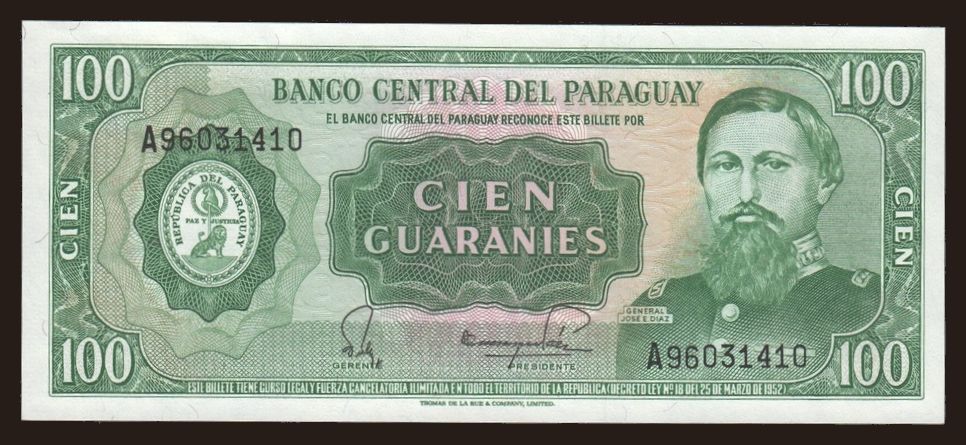 100
BANCO CENTRAL DEL PARAGUAY
100
EL BANCO CENTRAL DEL PARAGUAY RECONOCE ESTE BILLETE POR
A96031410
CIEN
REPÚBLICA DEL PARAGUAY
PAZ Y JUSTICIA
CIEN
GUARANIES
CIEN
GENERAL
JOSE E. DIAZ
GERENTE
PRESIDENTE
A96031410
100
100
ESTE BILLETE TIENE CURSO LEGAL Y FUERZA CANCELATORIA ILIMITADA EN TODO EL TERRITORIO DE LA REPUBLICA (DECRETO LEY Nº 18 DEL 25 DE MARZO DE 1952)
THOMAS DE LA RUE & COMPANY, LIMITED.